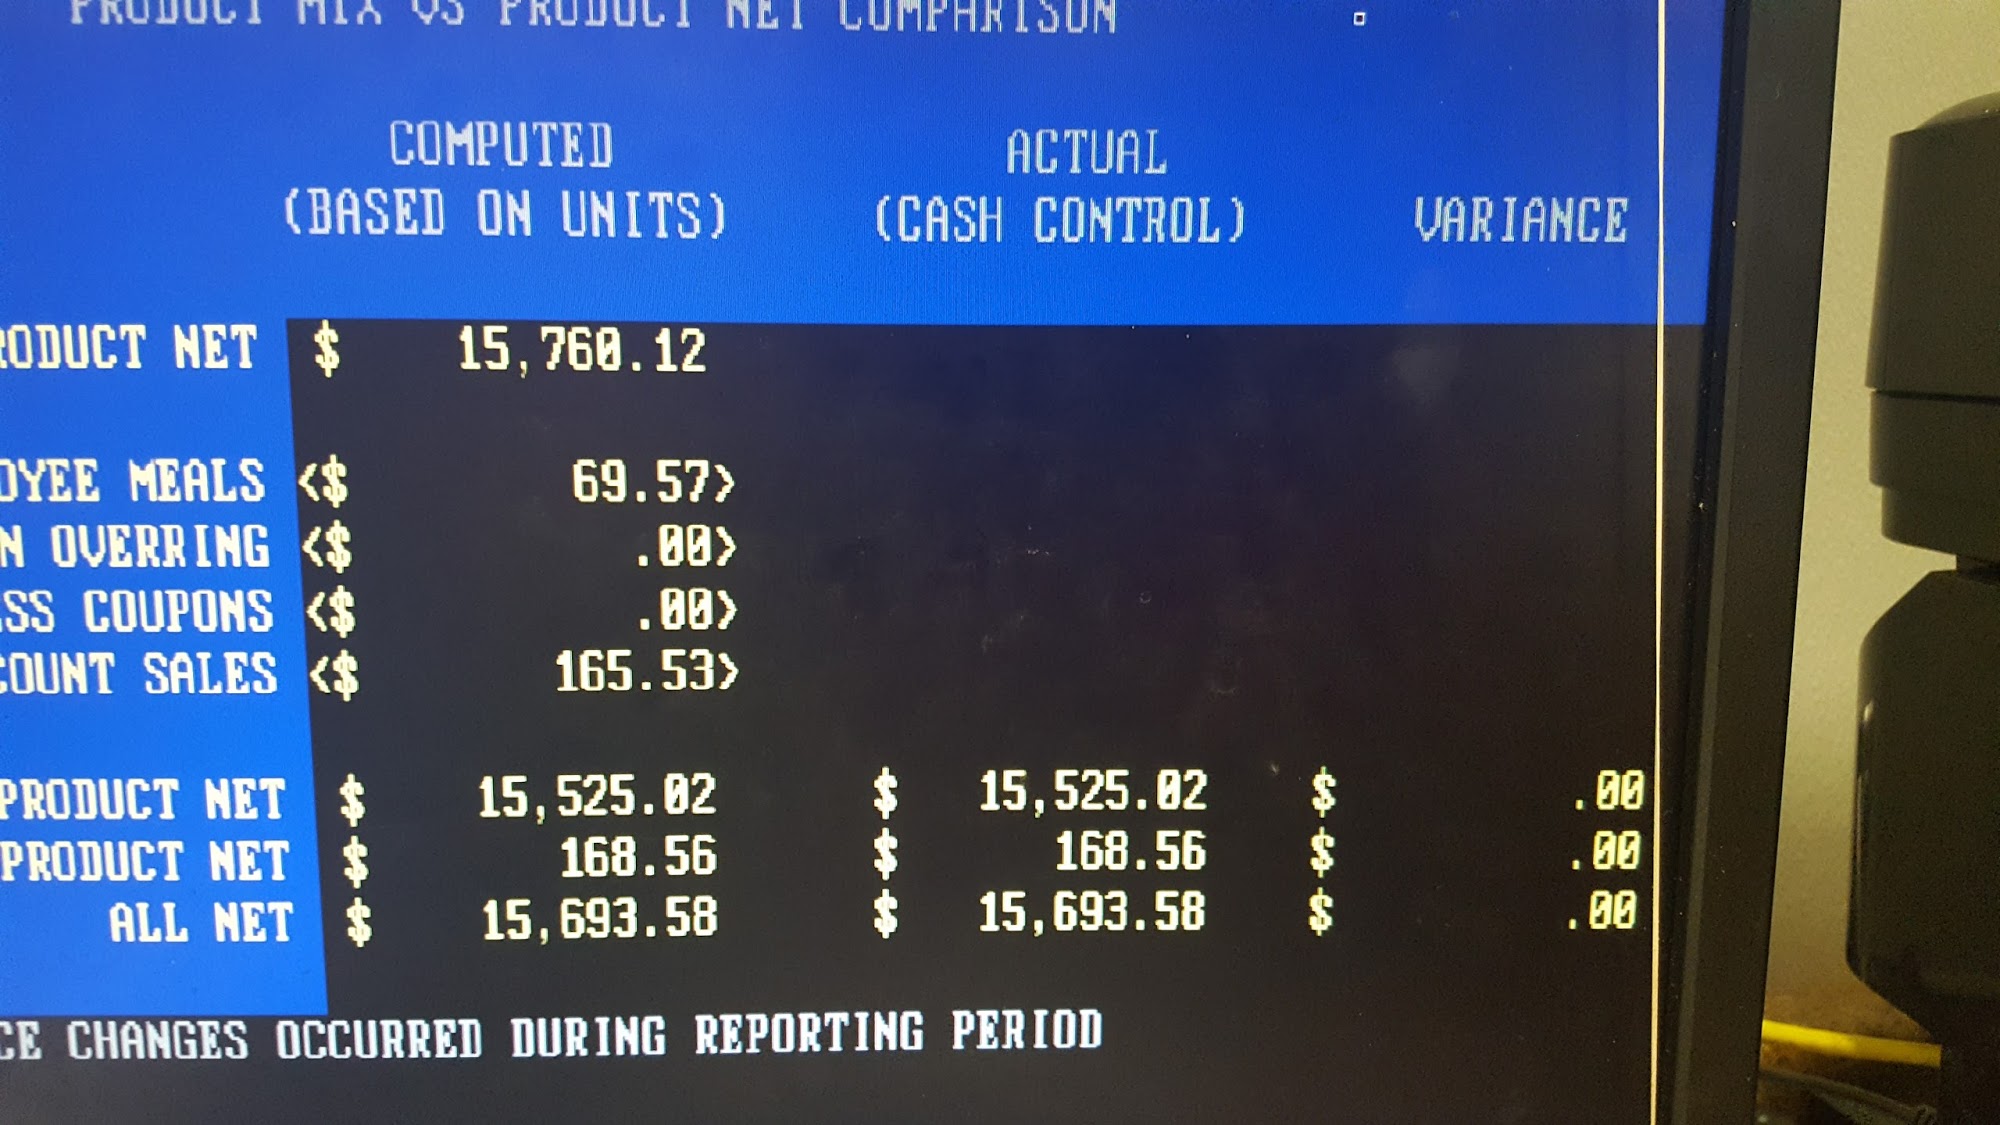 PRODUCT MIX VS PRODUCT NET COMPARISON
COMPUTED ACTUAL
(BASED ON UNITS) (CASH CONTROL) VARIANCE
RODUCT NET $ 15,760.12
OYEE MEALS <$ 69.57>
N OVERRING <$ .00>
SS COUPONS <$ .00>
COUNT SALES <$ 165.53>
PRODUCT NET $ 15,525.02 $ 15,525.02 $ .00
PRODUCT NET $ 168.56 $ 168.56 $ .00
ALL NET $ 15,693.58 $ 15,693.58 $ .00
CE CHANGES OCCURRED DURING REPORTING PERIOD